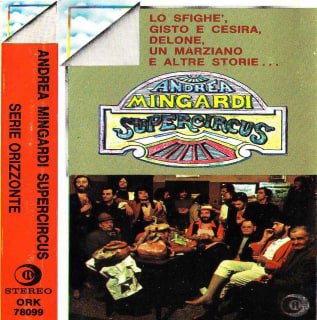 LO SFIGHE',
GISTO E CESIRA,
DELONE,
UN MARZIANO
E ALTRE STORIE...
ANDREA
MINGARDI
SUPERCIRCUS
ANDREA MINGARDI SUPERCIRCUS
SERIE ORIZZONTE
STEREO
ORK
78099